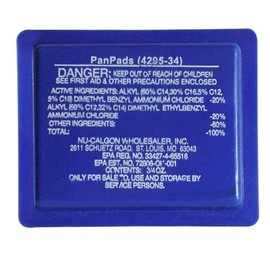 PanPads (4295-34)
DANGER: KEEP OUT OF REACH OF CHILDREN
SEE FIRST AID & OTHER PRECAUTIONS ENCLOSED
ACTIVE INGREDIENTS: ALKYL (60% C14,30% C16,5% C12,
5% C18) DIMETHYL BENZYL AMMONIUM CHLORIDE -20%
ALKYL (68% C12,32% C14) DIMETHYL ETHYLBENZYL
AMMONIUM CHLORIDE -20%
OTHER -60%
TOTAL: -100%
NU-CALGON WHOLESALER, INC.
2611 SCHUETZ ROAD, ST. LOUIS, MO. 63043
EPA REG. NO. 33427-4-65516
EPA EST. NO.
CONTENTS: 3/4 OZ.
ONLY FOR SALE TO, USE AND STORAGE BY
SERVICE PERSONS.